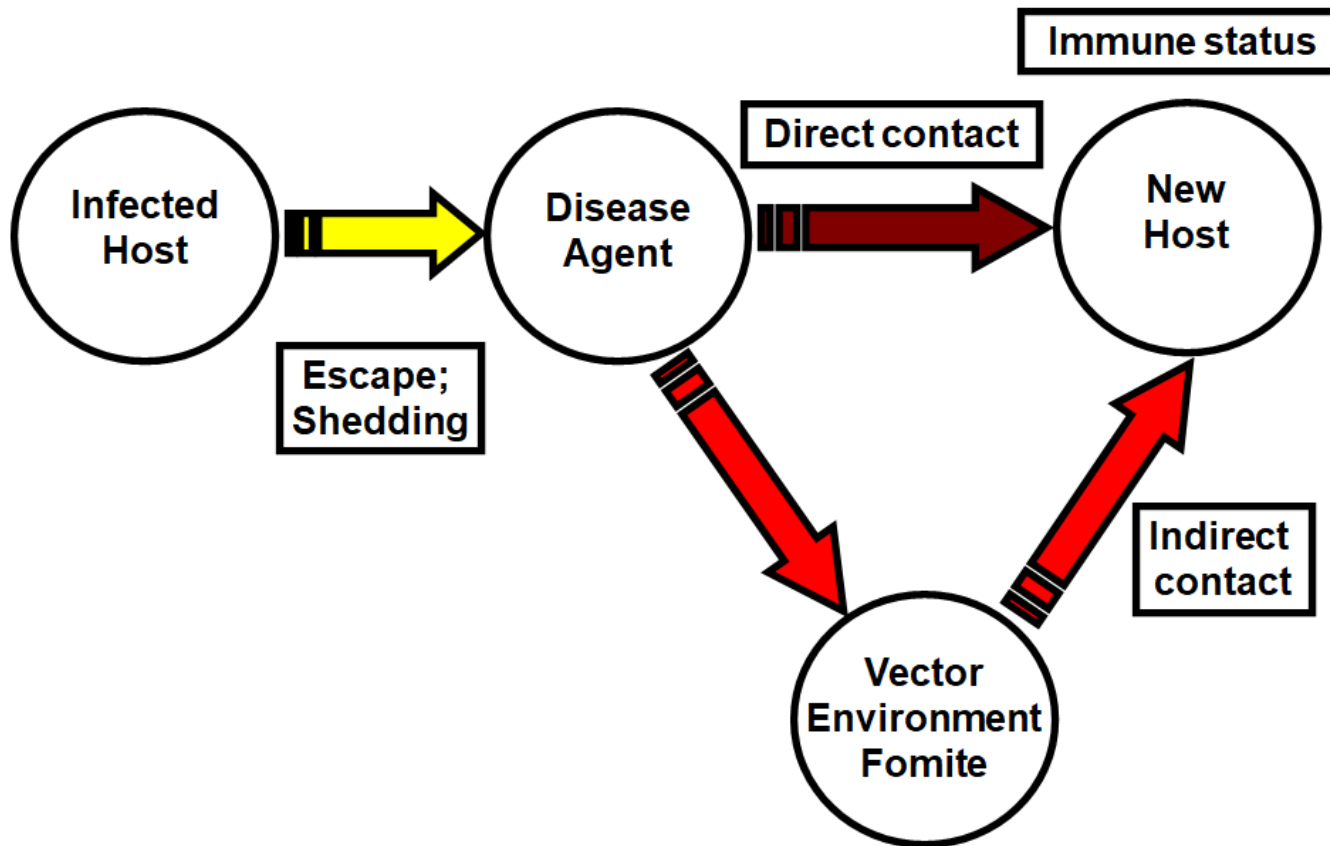 Immune status
Direct contact
Infected
Host
Disease
Agent
New
Host
Escape;
Shedding
Indirect
contact
Vector
Environment
Fomite